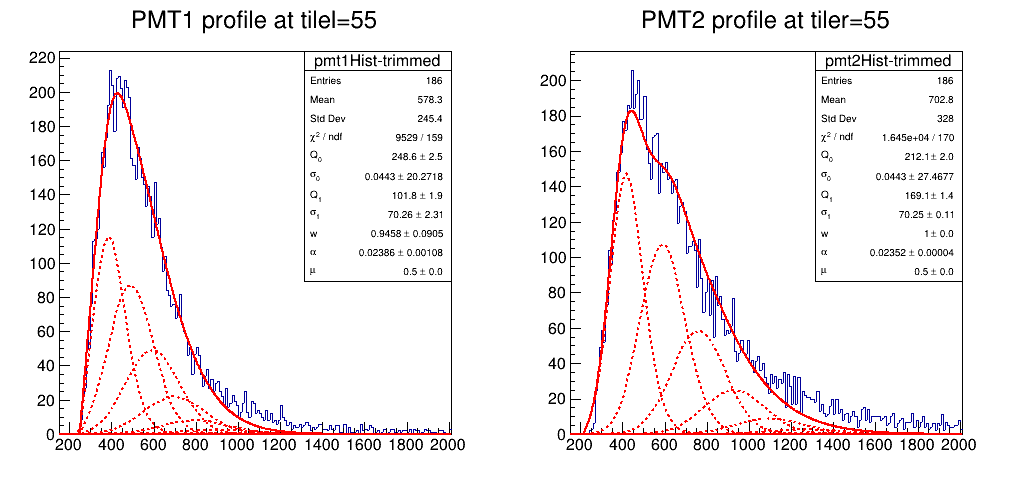 PMT1 profile at tilel=55
pmt1Hist-trimmed
Entries 186
Mean 578.3
Std Dev 245.4
χ² / ndf 9529 / 159
Q₀ 248.6 ± 2.5
σ₀ 0.0443 ± 20.2718
Q₁ 101.8 ± 1.9
σ₁ 70.26 ± 2.31
w 0.9458 ± 0.0905
α 0.02386 ± 0.00108
μ 0.5 ± 0.0
220
200
180
160
140
120
100
80
60
40
20
0
200 400 600 800 1000 1200 1400 1600 1800 2000
PMT2 profile at tiler=55
pmt2Hist-trimmed
Entries 186
Mean 702.8
Std Dev 328
χ² / ndf 1.645e+04 / 170
Q₀ 212.1 ± 2.0
σ₀ 0.0443 ± 27.4677
Q₁ 169.1 ± 1.4
σ₁ 70.25 ± 0.11
w 1 ± 0.0
α 0.02352 ± 0.00004
μ 0.5 ± 0.0
200
180
160
140
120
100
80
60
40
20
0
200 400 600 800 1000 1200 1400 1600 1800 2000